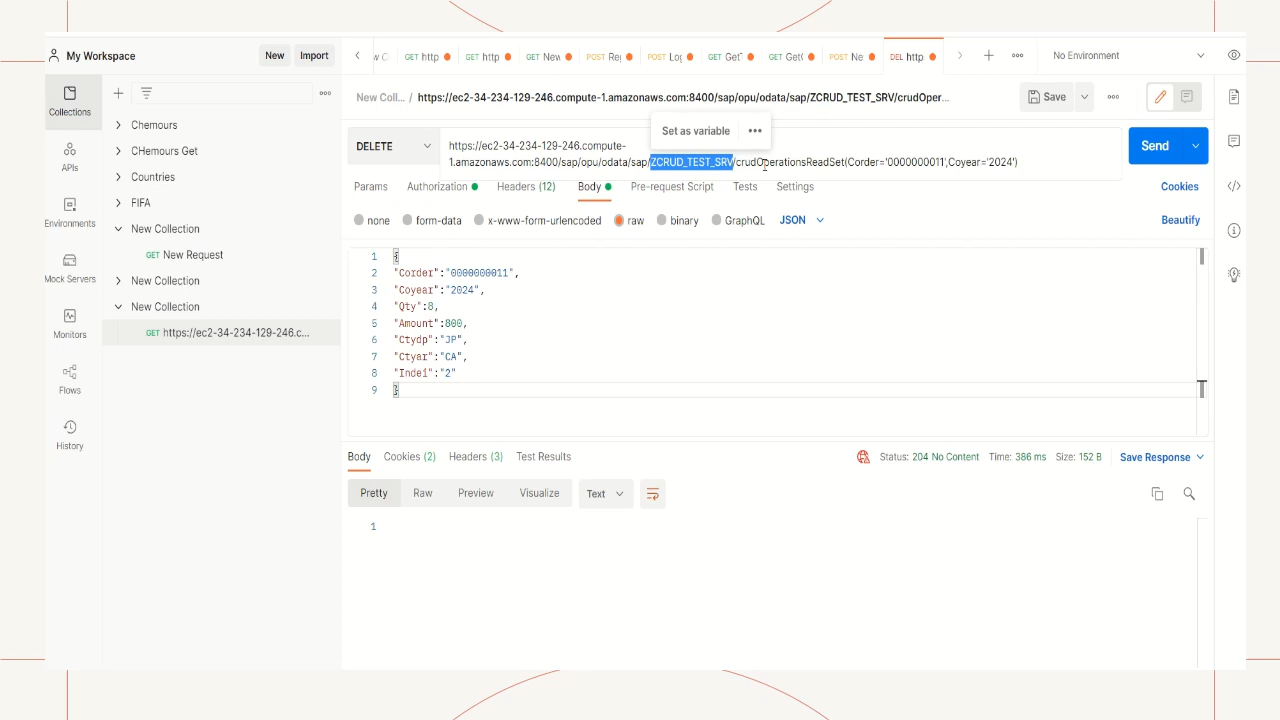 My Workspace
New
Import
w C
GET http
GET http
GET New
POST Re
POST Log
GET GetT
GET Get
POST Ne
DEL http
No Environment
Collections
APIs
Environments
Mock Servers
Monitors
Flows
History
Chemours
CHemours Get
Countries
FIFA
New Collection
GET New Request
New Collection
New Collection
GET https://ec2-34-234-129-246.c...
New Coll... / https://ec2-34-234-129-246.compute-1.amazonaws.com:8400/sap/opu/odata/sap/ZCRUD_TEST_SRV/crudOper...
Save
Set as variable
DELETE
https://ec2-34-234-129-246.compute-
1.amazonaws.com:8400/sap/opu/odata/sap/ZCRUD_TEST_SRV/crudOperationsReadSet(Corder='0000000011',Coyear='2024')
Send
Params
Authorization
Headers (12)
Body
Pre-request Script
Tests
Settings
Cookies
none
form-data
x-www-form-urlencoded
raw
binary
GraphQL
JSON
Beautify
1 {
2 "Corder":"0000000011",
3 "Coyear":"2024",
4 "Qty":8,
5 "Amount":800,
6 "Ctydp":"JP",
7 "Ctyar":"CA",
8 "Indei":"2"
9 }
Body
Cookies (2)
Headers (3)
Test Results
Status: 204 No Content
Time: 386 ms
Size: 152 B
Save Response
Pretty
Raw
Preview
Visualize
Text
1